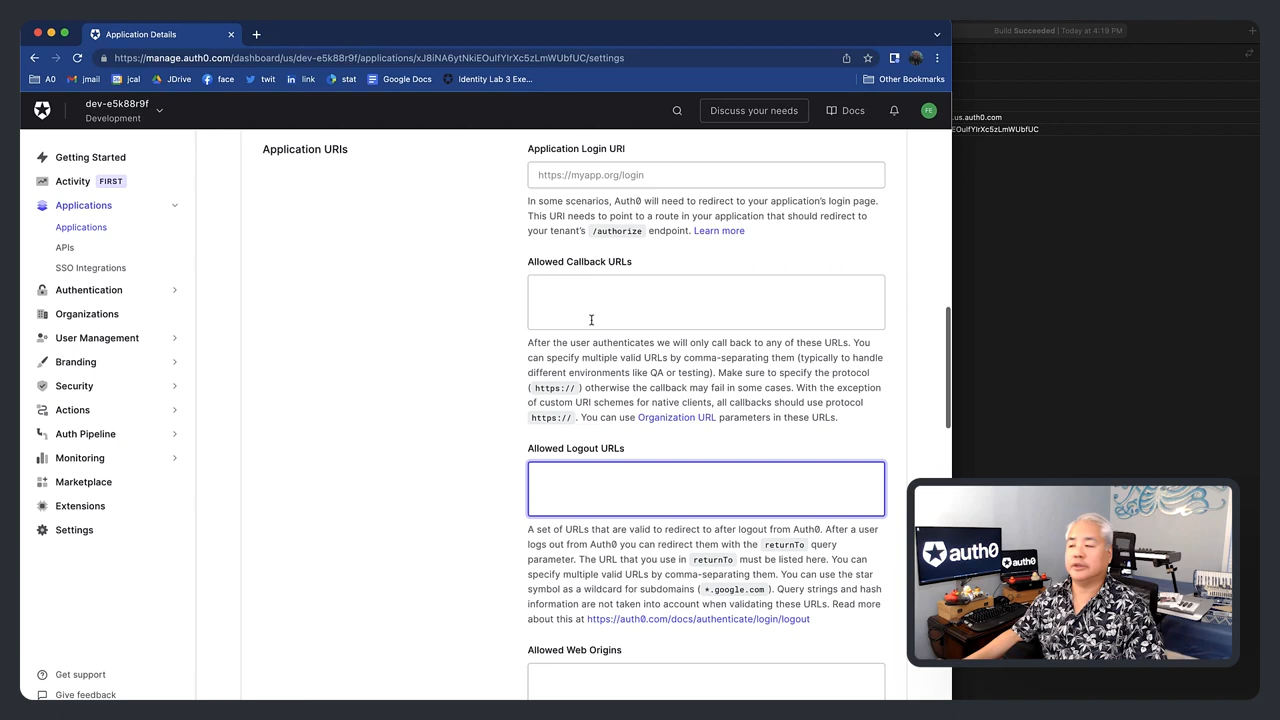 Application Details
Build Succeeded | Today at 4:19 PM
https://manage.auth0.com/dashboard/us/dev-e5k88r9f/applications/xJ8iNA6ytNkiEOulfYIrXc5zLmWUbfUC/settings
A0
jmail
jcal
JDrive
face
twit
link
stat
Google Docs
Identity Lab 3 Exe...
Other Bookmarks
dev-e5k88r9f
Development
Discuss your needs
Docs
FE
.us.auth0.com
EOulfYIrXc5zLmWUbfUC
Getting Started
Activity FIRST
Applications
Applications
APIs
SSO Integrations
Authentication
Organizations
User Management
Branding
Security
Actions
Auth Pipeline
Monitoring
Marketplace
Extensions
Settings
Get support
Give feedback
Application URIs
Application Login URI
https://myapp.org/login
In some scenarios, Auth0 will need to redirect to your application's login page.
This URI needs to point to a route in your application that should redirect to
your tenant's /authorize endpoint. Learn more
Allowed Callback URLs
After the user authenticates we will only call back to any of these URLs. You
can specify multiple valid URLs by comma-separating them (typically to handle
different environments like QA or testing). Make sure to specify the protocol
( https:// ) otherwise the callback may fail in some cases. With the exception
of custom URI schemes for native clients, all callbacks should use protocol
https:// . You can use Organization URL parameters in these URLs.
Allowed Logout URLs
A set of URLs that are valid to redirect to after logout from Auth0. After a user
logs out from Auth0 you can redirect them with the returnTo query
parameter. The URL that you use in returnTo must be listed here. You can
specify multiple valid URLs by comma-separating them. You can use the star
symbol as a wildcard for subdomains ( *.google.com ). Query strings and hash
information are not taken into account when validating these URLs. Read more
about this at https://auth0.com/docs/authenticate/login/logout
Allowed Web Origins
auth0
auth0